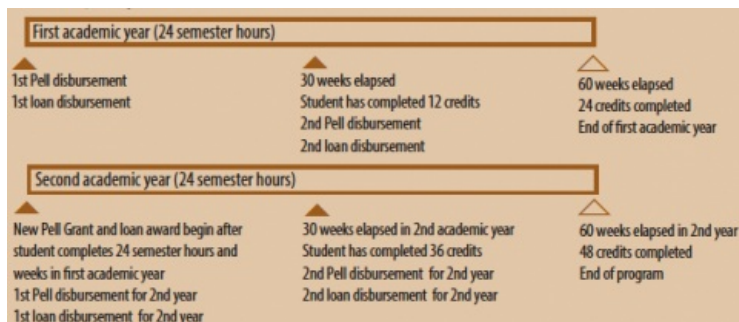 First academic year (24 semester hours)
1st Pell disbursement
1st loan disbursement
30 weeks elapsed
Student has completed 12 credits
2nd Pell disbursement
2nd loan disbursement
60 weeks elapsed
24 credits completed
End of first academic year
Second academic year (24 semester hours)
New Pell Grant and loan award begin after
student completes 24 semester hours and
weeks in first academic year
1st Pell disbursement for 2nd year
1st loan disbursement for 2nd year
30 weeks elapsed in 2nd academic year
Student has completed 36 credits
2nd Pell disbursement for 2nd year
2nd loan disbursement for 2nd year
60 weeks elapsed in 2nd year
48 credits completed
End of program